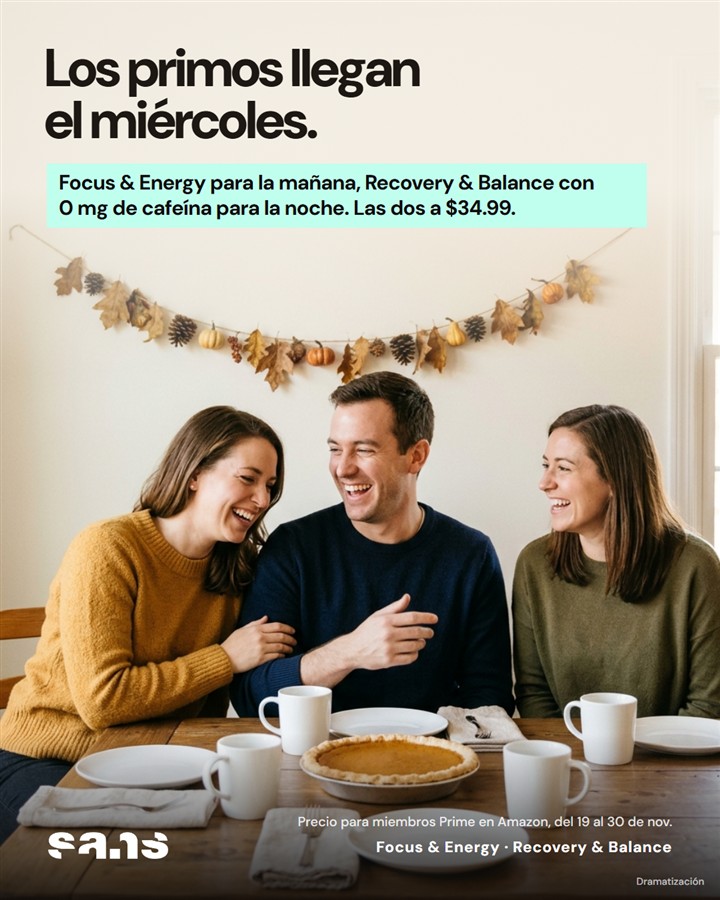 Los primos llegan
el miércoles.
Focus & Energy para la mañana, Recovery & Balance con
0 mg de cafeína para la noche. Las dos a $34.99.
Precio para miembros Prime en Amazon, del 19 al 30 de nov.
sans
Focus & Energy · Recovery & Balance
Dramatización